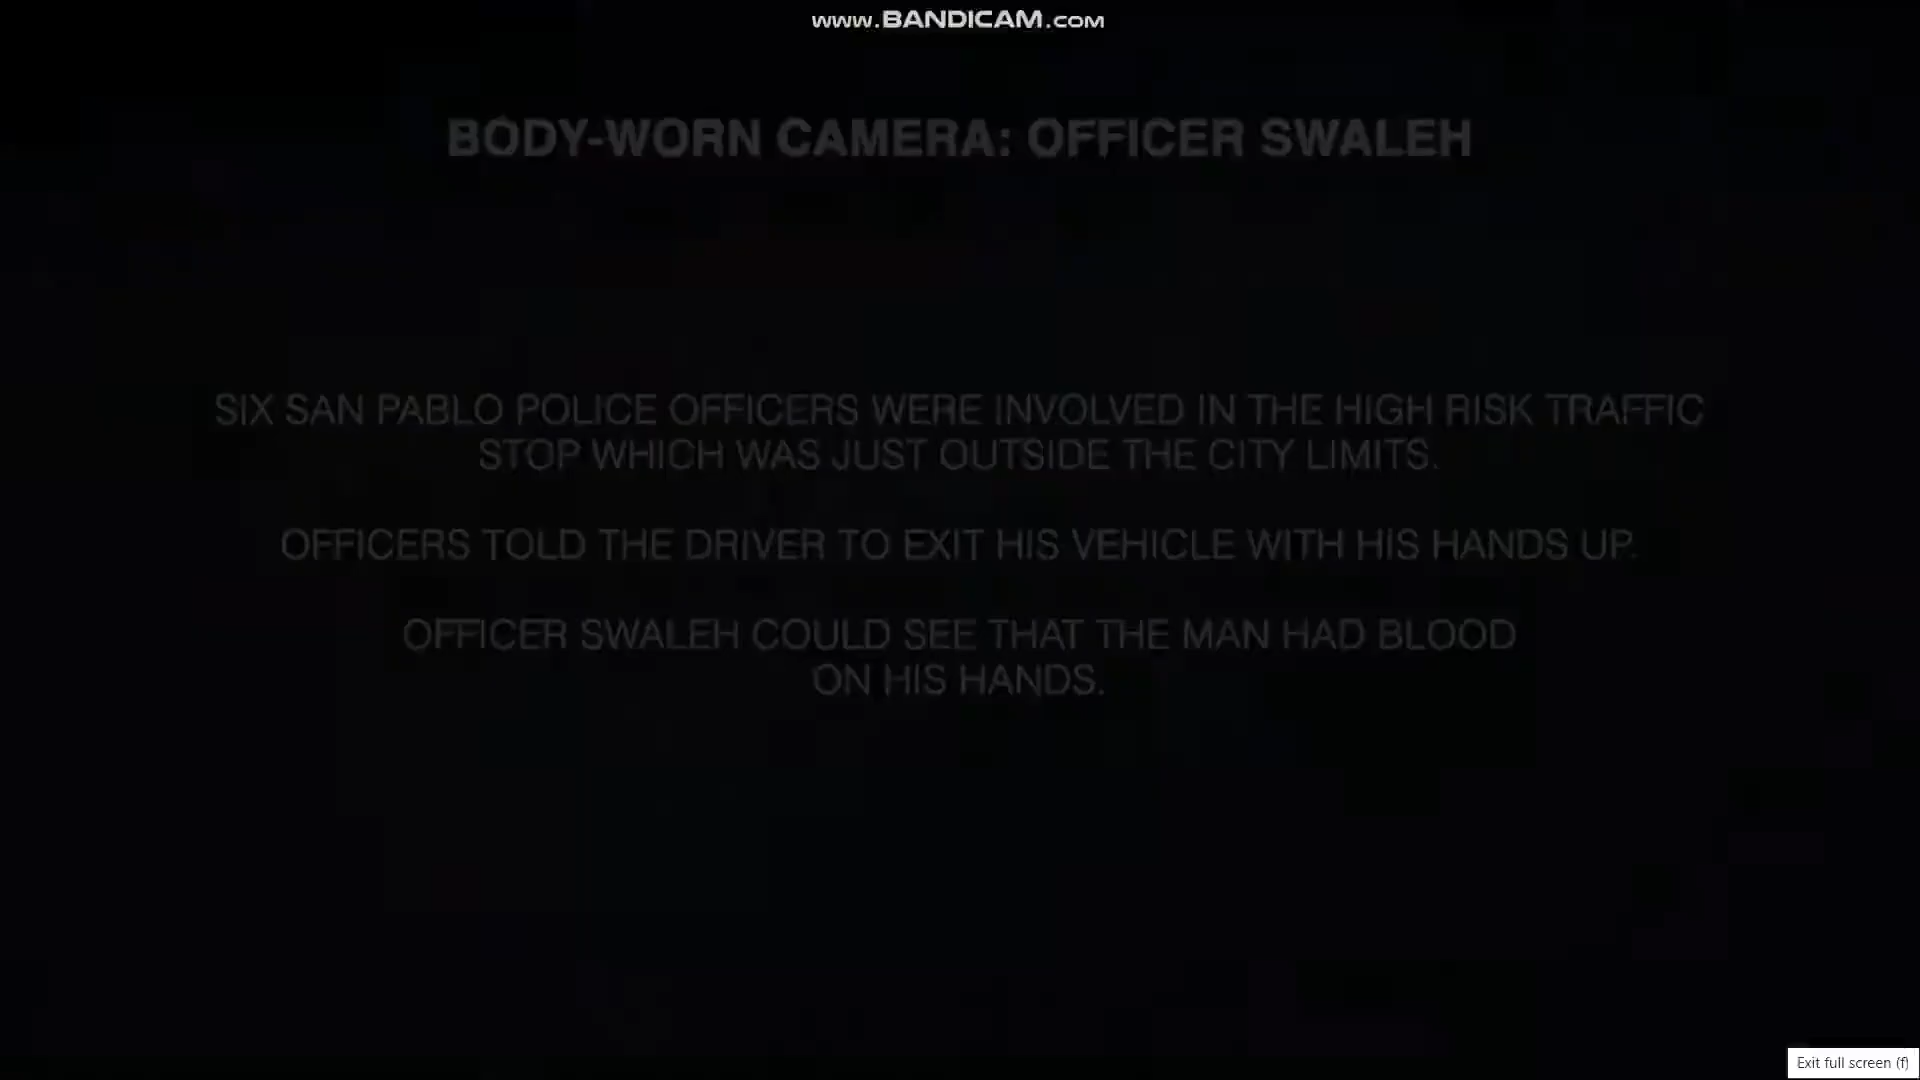 www.BANDICAM.com
BODY-WORN CAMERA: OFFICER SWALEH
SIX SAN PABLO POLICE OFFICERS WERE INVOLVED IN THE HIGH RISK TRAFFIC
STOP WHICH WAS JUST OUTSIDE THE CITY LIMITS.
OFFICERS TOLD THE DRIVER TO EXIT HIS VEHICLE WITH HIS HANDS UP.
OFFICER SWALEH COULD SEE THAT THE MAN HAD BLOOD
ON HIS HANDS.
Exit full screen (f)